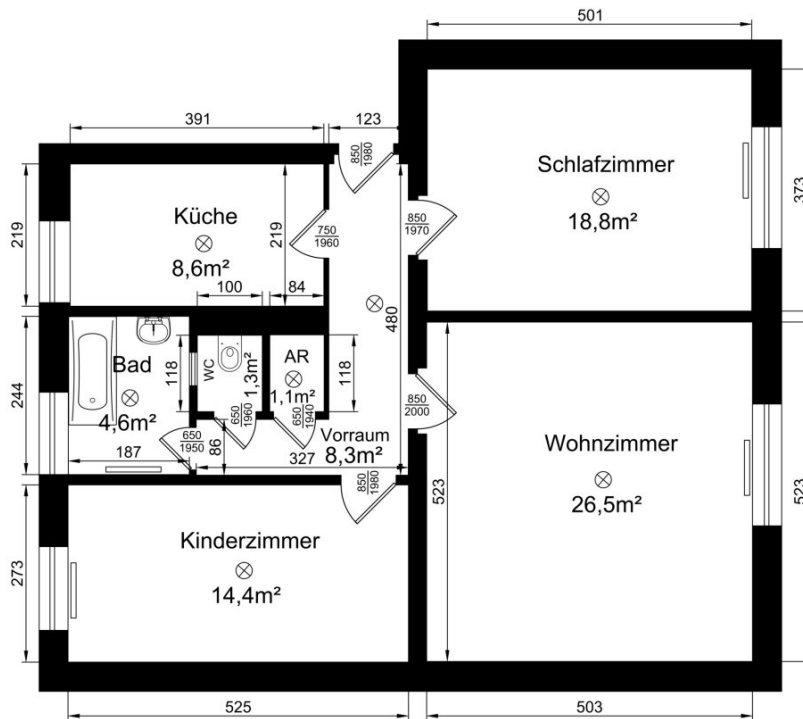 501
391
123
850
1980
Schlafzimmer
18,8m²
373
Küche
8,6m²
219
219
750
1960
850
1970
100
84
480
Bad
4,6m²
244
118
WC
1,3m²
AR
1,1m²
118
850
2000
650
1960
650
1940
650
1950
86
Vorraum
8,3m²
187
327
850
1980
Wohnzimmer
26,5m²
523
523
Kinderzimmer
14,4m²
273
525
503